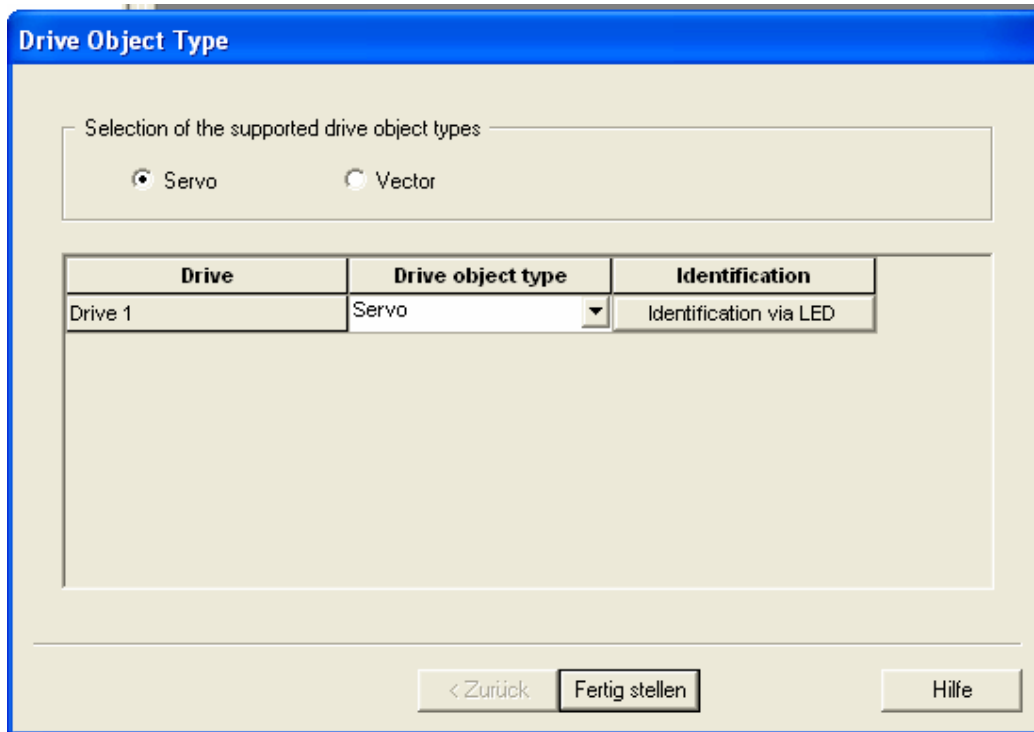 Drive Object Type
Selection of the supported drive object types
Servo Vector
Drive Drive object type Identification
Drive 1 Servo Identification via LED
< Zurück Fertig stellen Hilfe